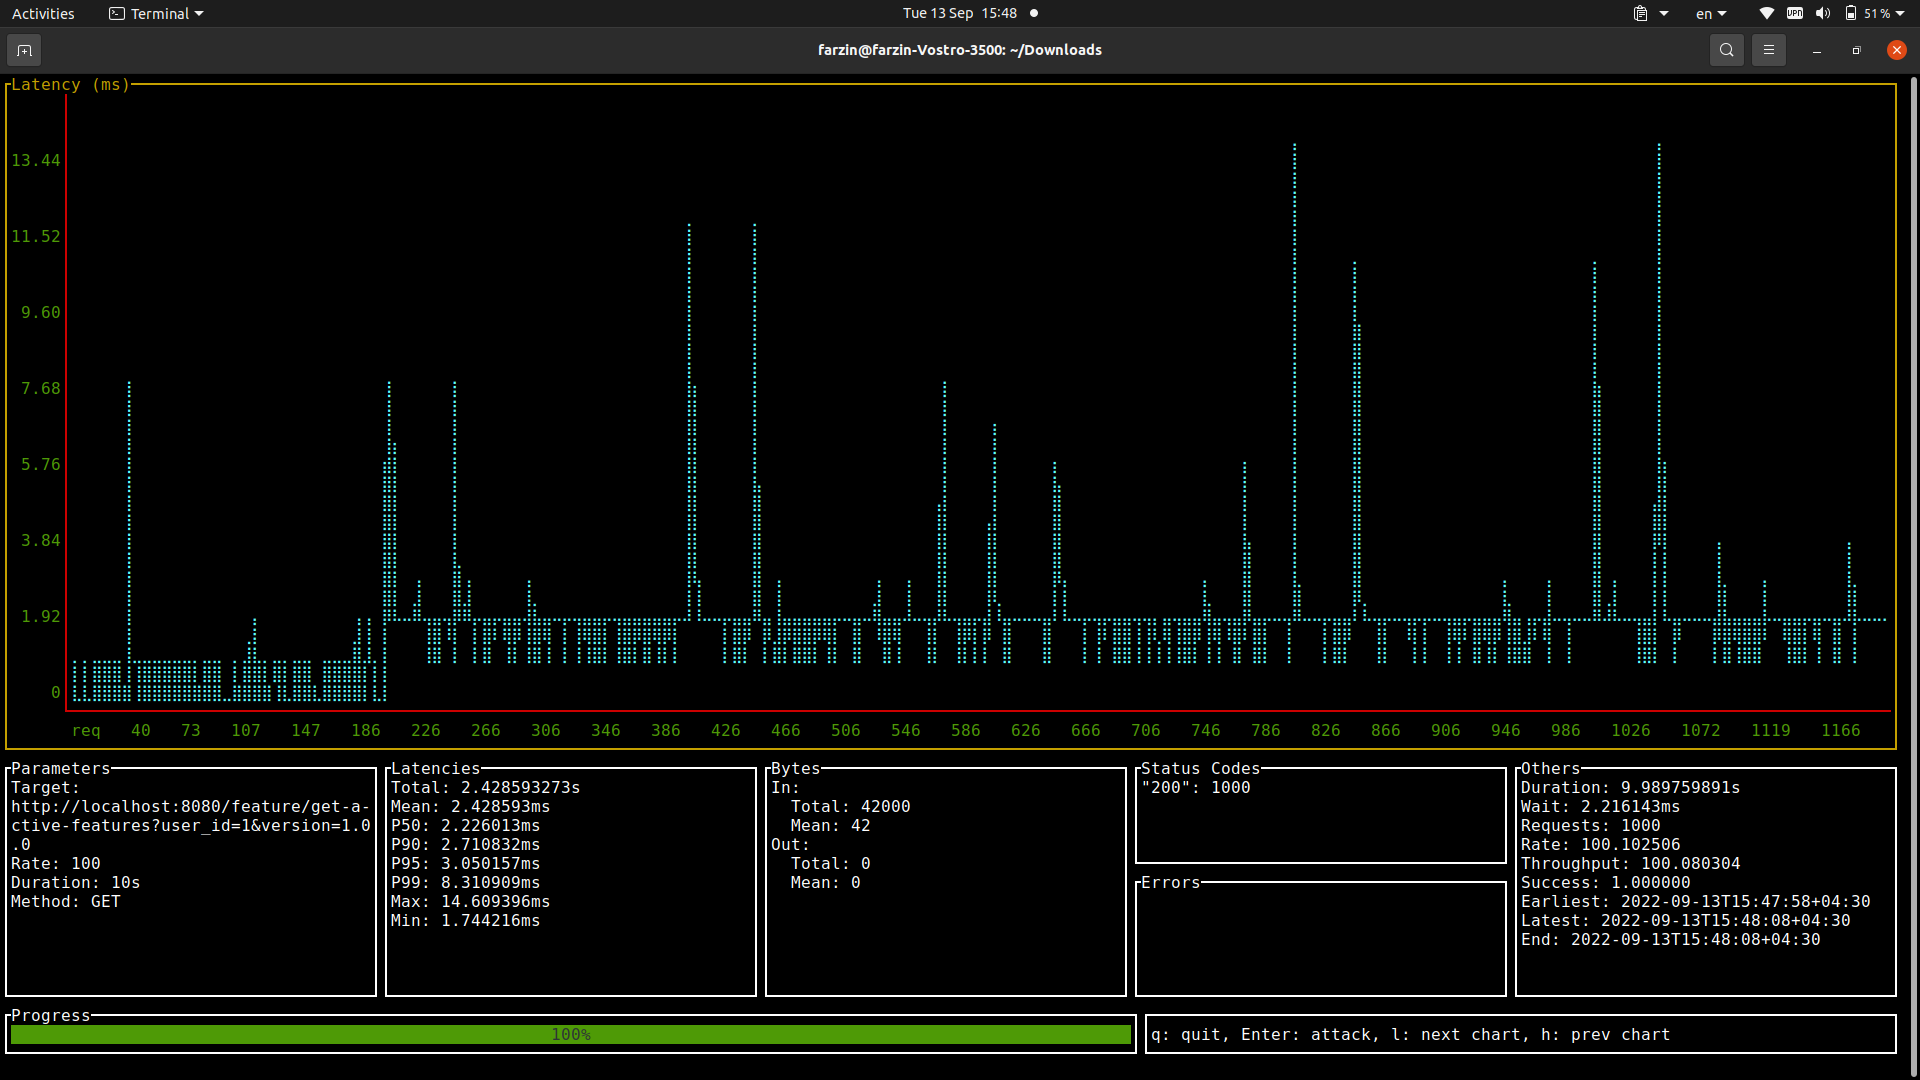 Activities Terminal Tue 13 Sep 15:48 en VPN 51 %
farzin@farzin-Vostro-3500: ~/Downloads
Latency (ms)
13.44
11.52
9.60
7.68
5.76
3.84
1.92
0
req 40 73 107 147 186 226 266 306 346 386 426 466 506 546 586 626 666 706 746 786 826 866 906 946 986 1026 1072 1119 1166
Parameters
Target:
http://localhost:8080/feature/get-a-
ctive-features?user_id=1&version=1.0
.0
Rate: 100
Duration: 10s
Method: GET
Latencies
Total: 2.428593273s
Mean: 2.428593ms
P50: 2.226013ms
P90: 2.710832ms
P95: 3.050157ms
P99: 8.310909ms
Max: 14.609396ms
Min: 1.744216ms
Bytes
In:
Total: 42000
Mean: 42
Out:
Total: 0
Mean: 0
Status Codes
"200": 1000
Errors
Others
Duration: 9.989759891s
Wait: 2.216143ms
Requests: 1000
Rate: 100.102506
Throughput: 100.080304
Success: 1.000000
Earliest: 2022-09-13T15:47:58+04:30
Latest: 2022-09-13T15:48:08+04:30
End: 2022-09-13T15:48:08+04:30
Progress
100%
q: quit, Enter: attack, l: next chart, h: prev chart